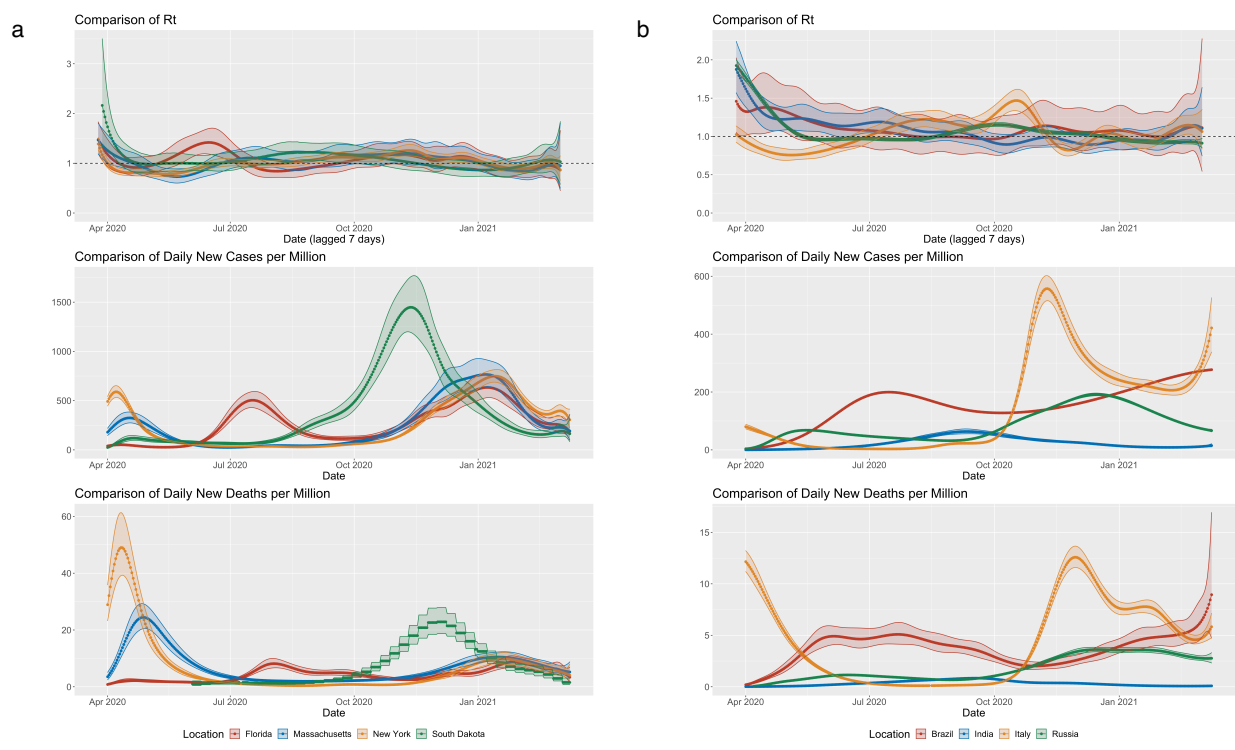 a
Comparison of Rt
3
2
1
0
Apr 2020 Jul 2020 Oct 2020 Jan 2021
Date (lagged 7 days)
Comparison of Daily New Cases per Million
1500
1000
500
0
Apr 2020 Jul 2020 Oct 2020 Jan 2021
Date
Comparison of Daily New Deaths per Million
60
40
20
0
Apr 2020 Jul 2020 Oct 2020 Jan 2021
Date
Location Florida Massachusetts New York South Dakota
b
Comparison of Rt
2.0
1.5
1.0
0.5
0.0
Apr 2020 Jul 2020 Oct 2020 Jan 2021
Date (lagged 7 days)
Comparison of Daily New Cases per Million
600
400
200
0
Apr 2020 Jul 2020 Oct 2020 Jan 2021
Date
Comparison of Daily New Deaths per Million
15
10
5
0
Apr 2020 Jul 2020 Oct 2020 Jan 2021
Date
Location Brazil India Italy Russia